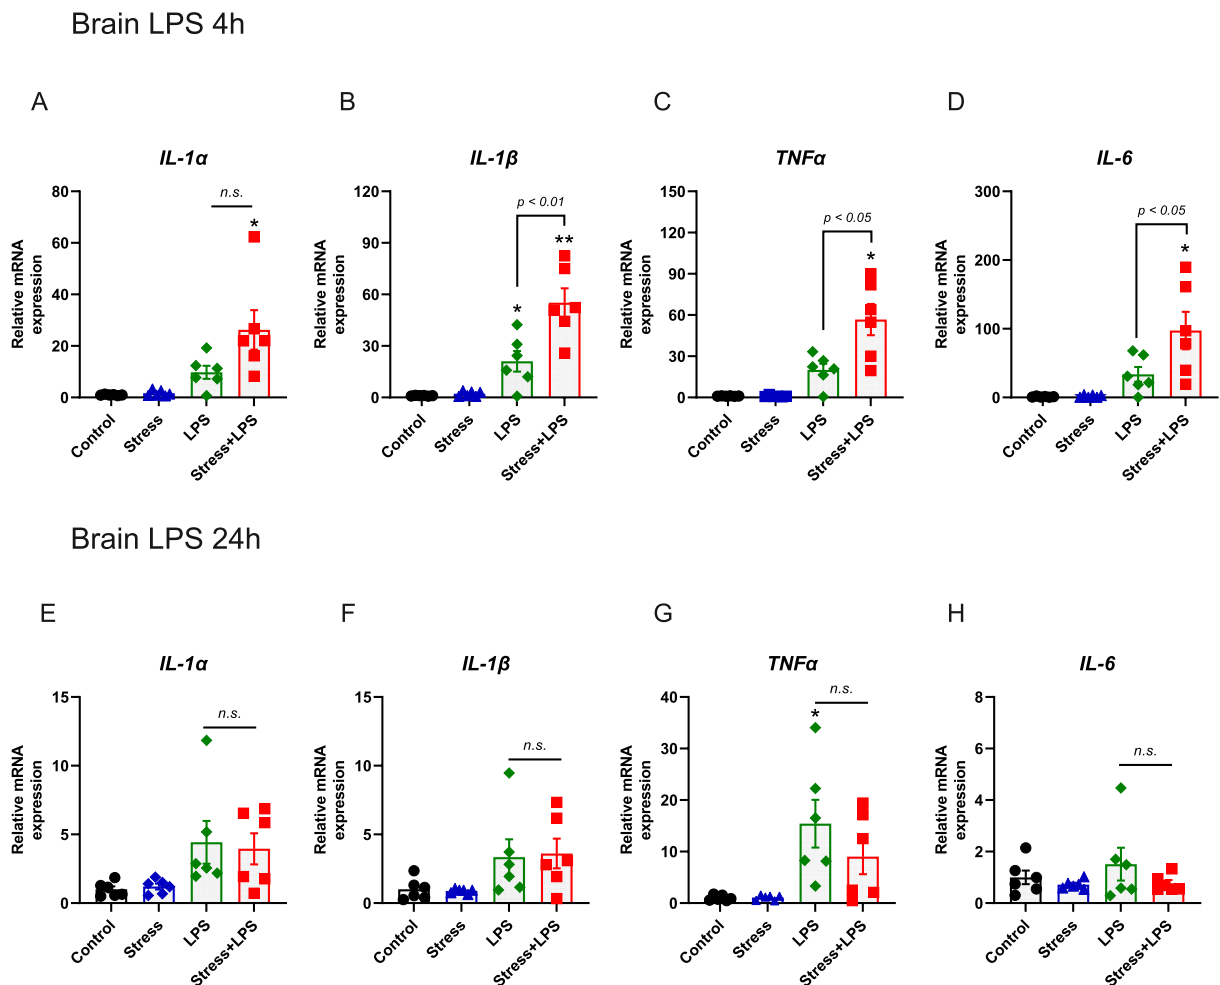 Brain LPS 4h
A
B
C
D
IL-1α
IL-1β
TNFα
IL-6
Relative mRNA
expression
80
60
40
20
0
n.s.
*
Control
Stress
LPS
Stress+LPS
Relative mRNA
expression
120
90
60
30
0
p < 0.01
*
**
Control
Stress
LPS
Stress+LPS
Relative mRNA
expression
150
120
90
60
30
0
p < 0.05
*
Control
Stress
LPS
Stress+LPS
Relative mRNA
expression
300
200
100
0
p < 0.05
*
Control
Stress
LPS
Stress+LPS
Brain LPS 24h
E
F
G
H
IL-1α
IL-1β
TNFα
IL-6
Relative mRNA
expression
15
10
5
0
n.s.
Control
Stress
LPS
Stress+LPS
Relative mRNA
expression
15
10
5
0
n.s.
Control
Stress
LPS
Stress+LPS
Relative mRNA
expression
40
30
20
10
0
n.s.
*
Control
Stress
LPS
Stress+LPS
Relative mRNA
expression
8
6
4
2
0
n.s.
Control
Stress
LPS
Stress+LPS